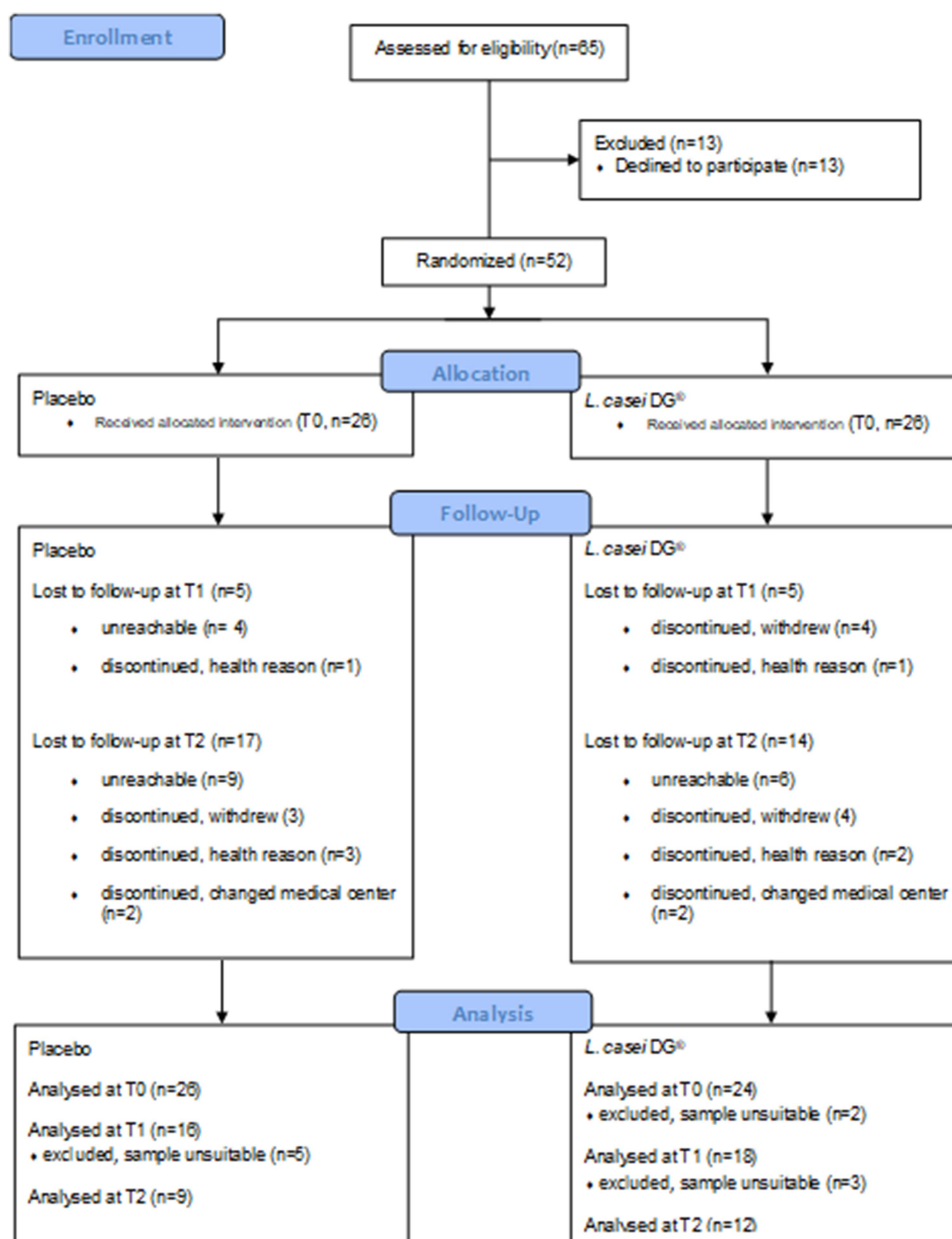 Enrollment
Assessed for eligibility (n=65)
Excluded (n=13)
• Declined to participate (n=13)
Randomized (n=52)
Allocation
Placebo
• Received allocated intervention (T0, n=26)
L. casei DG®
• Received allocated intervention (T0, n=26)
Follow-Up
Placebo
Lost to follow-up at T1 (n=5)
• unreachable (n= 4)
• discontinued, health reason (n=1)
Lost to follow-up at T2 (n=17)
• unreachable (n=9)
• discontinued, withdrew (3)
• discontinued, health reason (n=3)
• discontinued, changed medical center
(n=2)
L. casei DG®
Lost to follow-up at T1 (n=5)
• discontinued, withdrew (n=4)
• discontinued, health reason (n=1)
Lost to follow-up at T2 (n=14)
• unreachable (n=6)
• discontinued, withdrew (4)
• discontinued, health reason (n=2)
• discontinued, changed medical center
(n=2)
Analysis
Placebo
Analysed at T0 (n=26)
Analysed at T1 (n=16)
• excluded, sample unsuitable (n=5)
Analysed at T2 (n=9)
L. casei DG®
Analysed at T0 (n=24)
• excluded, sample unsuitable (n=2)
Analysed at T1 (n=18)
• excluded, sample unsuitable (n=3)
Analysed at T2 (n=12)